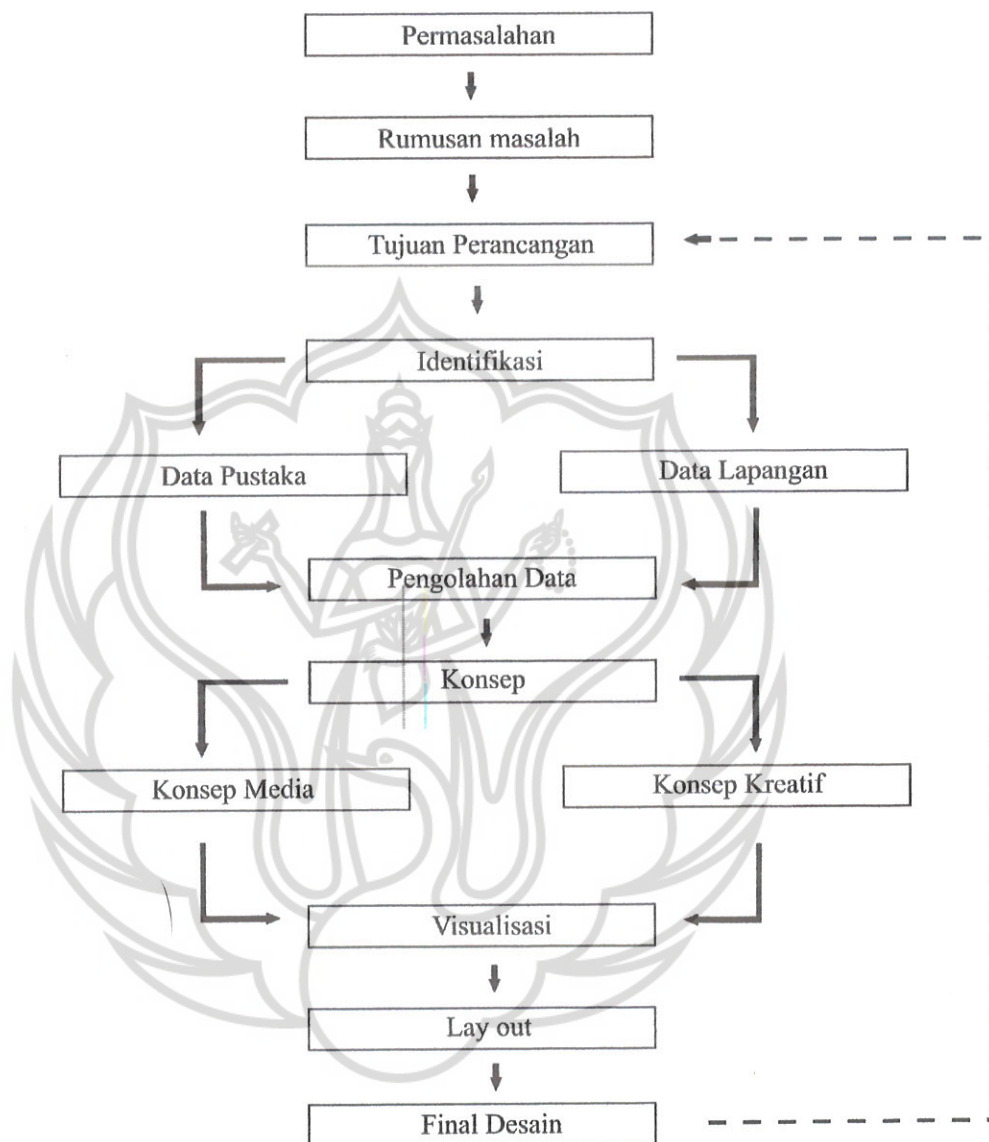 Permasalahan
Rumusan masalah
Tujuan Perancangan
Identifikasi
Data Pustaka
Data Lapangan
Pengolahan Data
Konsep
Konsep Media
Konsep Kreatif
Visualisasi
Lay out
Final Desain